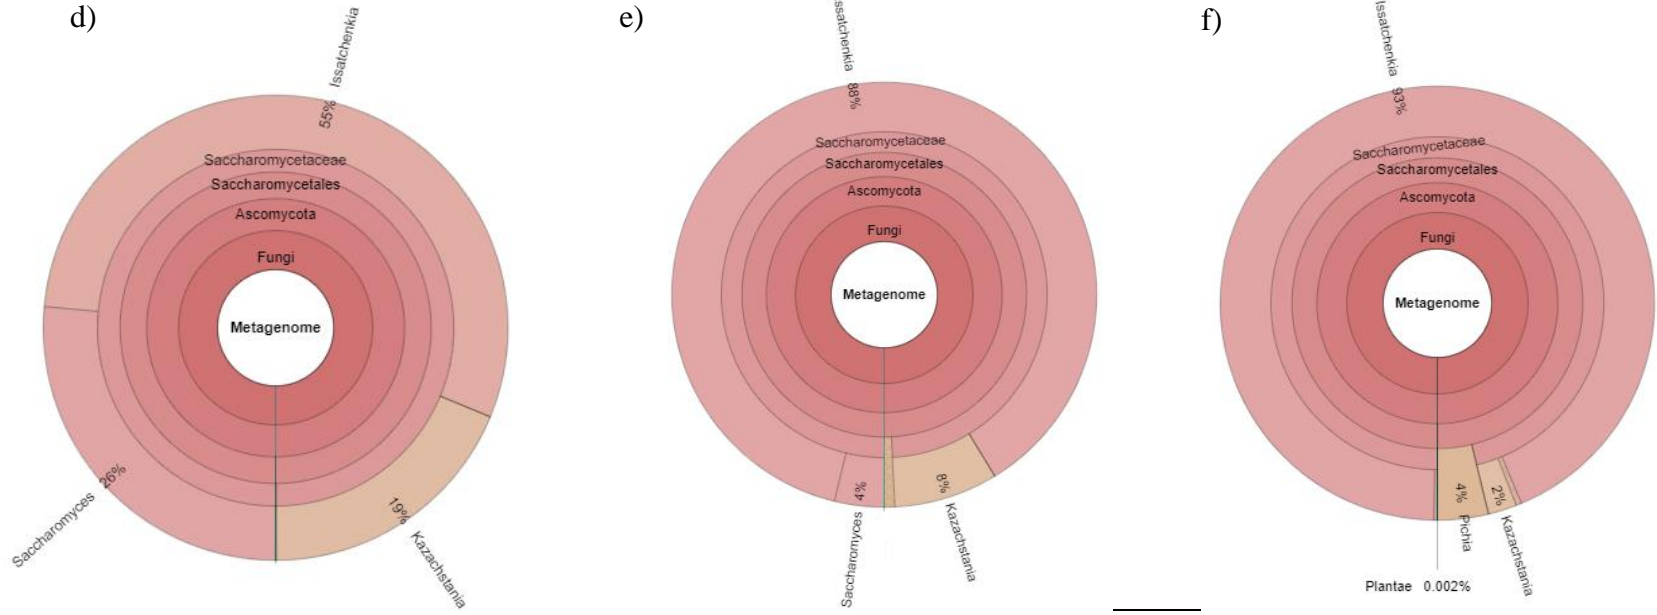 d)
55% Issatchenkia
Saccharomycetaceae
Saccharomycetales
Ascomycota
Fungi
Metagenome
Saccharomyces 26%
19% Kazachstania
e)
ssatchenkia 88%
Saccharomycetaceae
Saccharomycetales
Ascomycota
Fungi
Metagenome
Saccharomyces 4%
8% Kazachstania
f)
Issatchenkia 93%
Saccharomycetaceae
Saccharomycetales
Ascomycota
Fungi
Metagenome
4% Pichia
2% Kazachstania
Plantae 0.002%